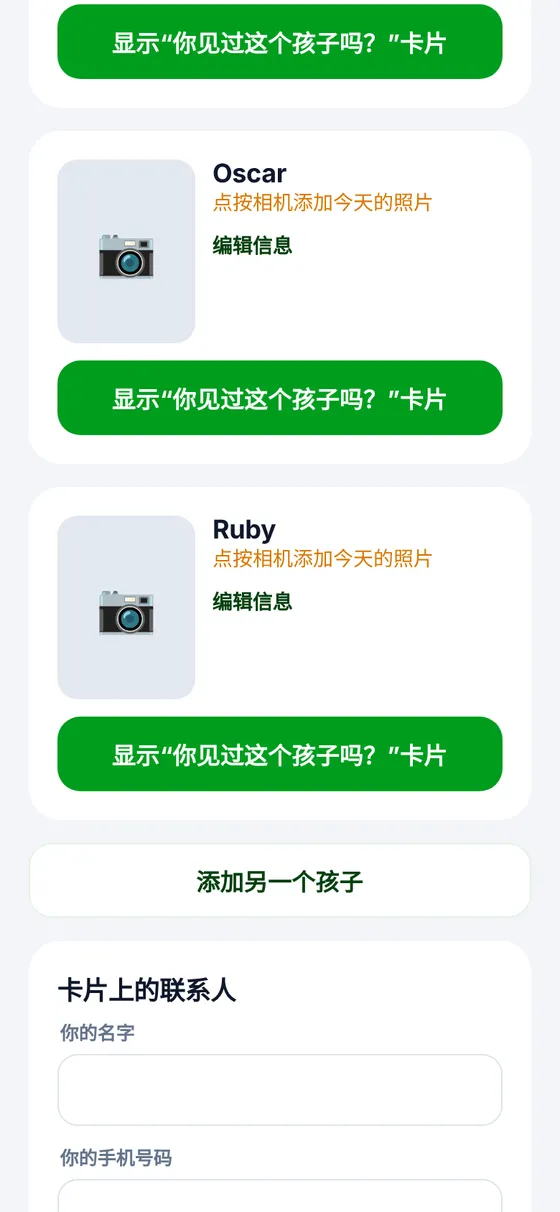 显示“你见过这个孩子吗？”卡片
Oscar
点按相机添加今天的照片
编辑信息
显示“你见过这个孩子吗？”卡片
Ruby
点按相机添加今天的照片
编辑信息
显示“你见过这个孩子吗？”卡片
添加另一个孩子
卡片上的联系人
你的名字
你的手机号码